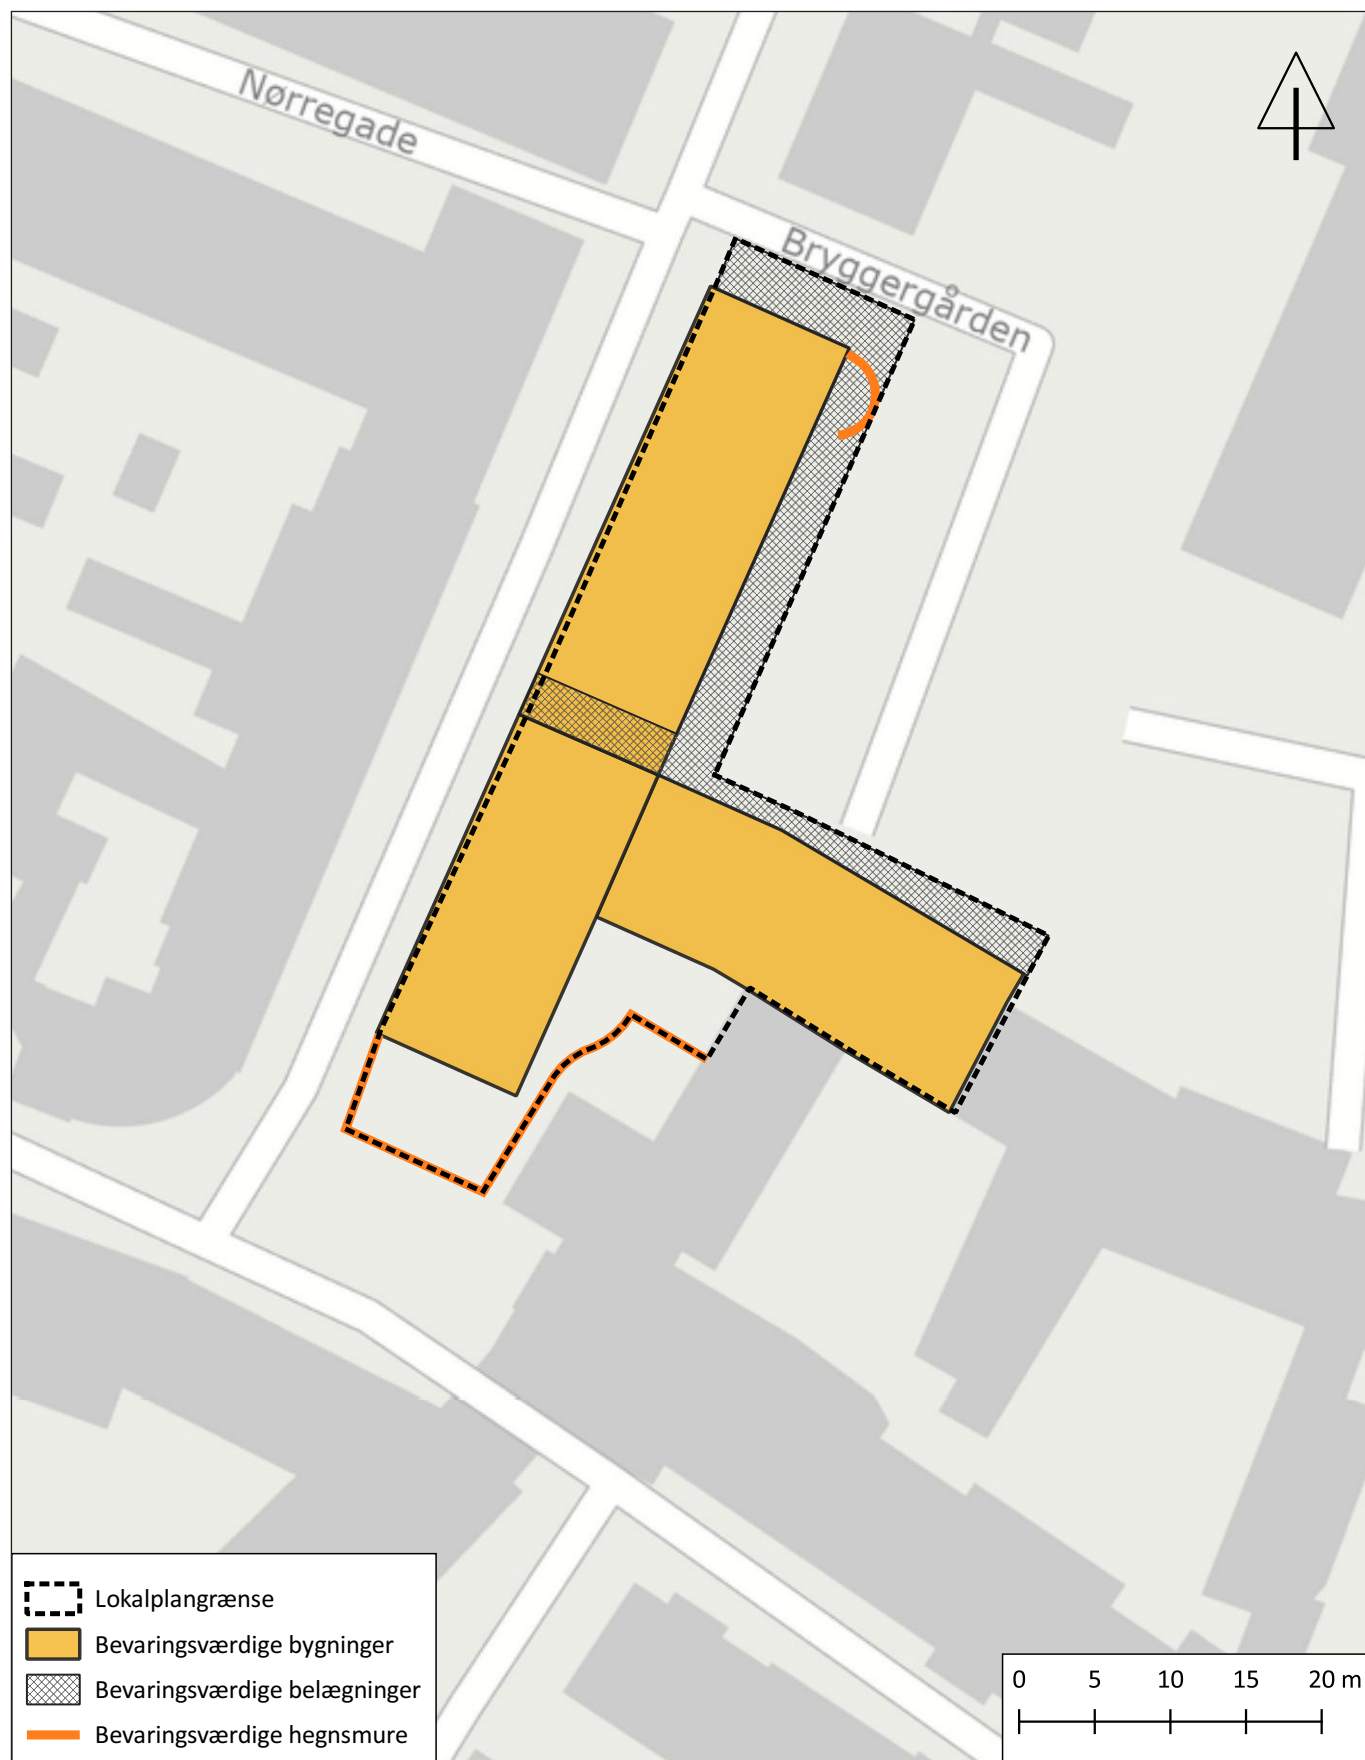 Nørregade
Bryggergården
Lokalplangrænse
Bevaringsværdige bygninger
Bevaringsværdige belægninger
Bevaringsværdige hegnsmure
0 5 10 15 20 m